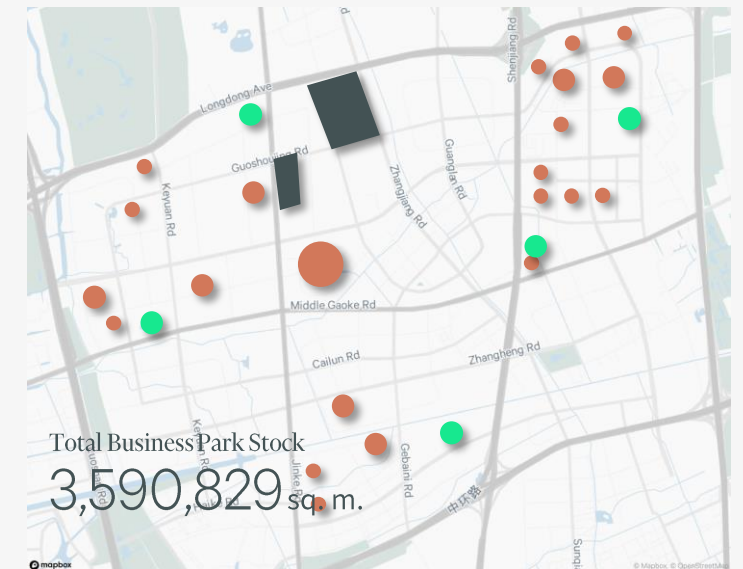 Shenjiang Rd
Longdong Ave
Guoshoujing Rd
Keyuan Rd
Zhangjiang Rd
Guanglan Rd
Middle Gaoke Rd
Cailun Rd
Zhangheng Rd
Total Business Park Stock
3,590,829 sq. m.
Jinke Rd
Gebaini Rd
中环路
mapbox
© Mapbox, © OpenStreetMap